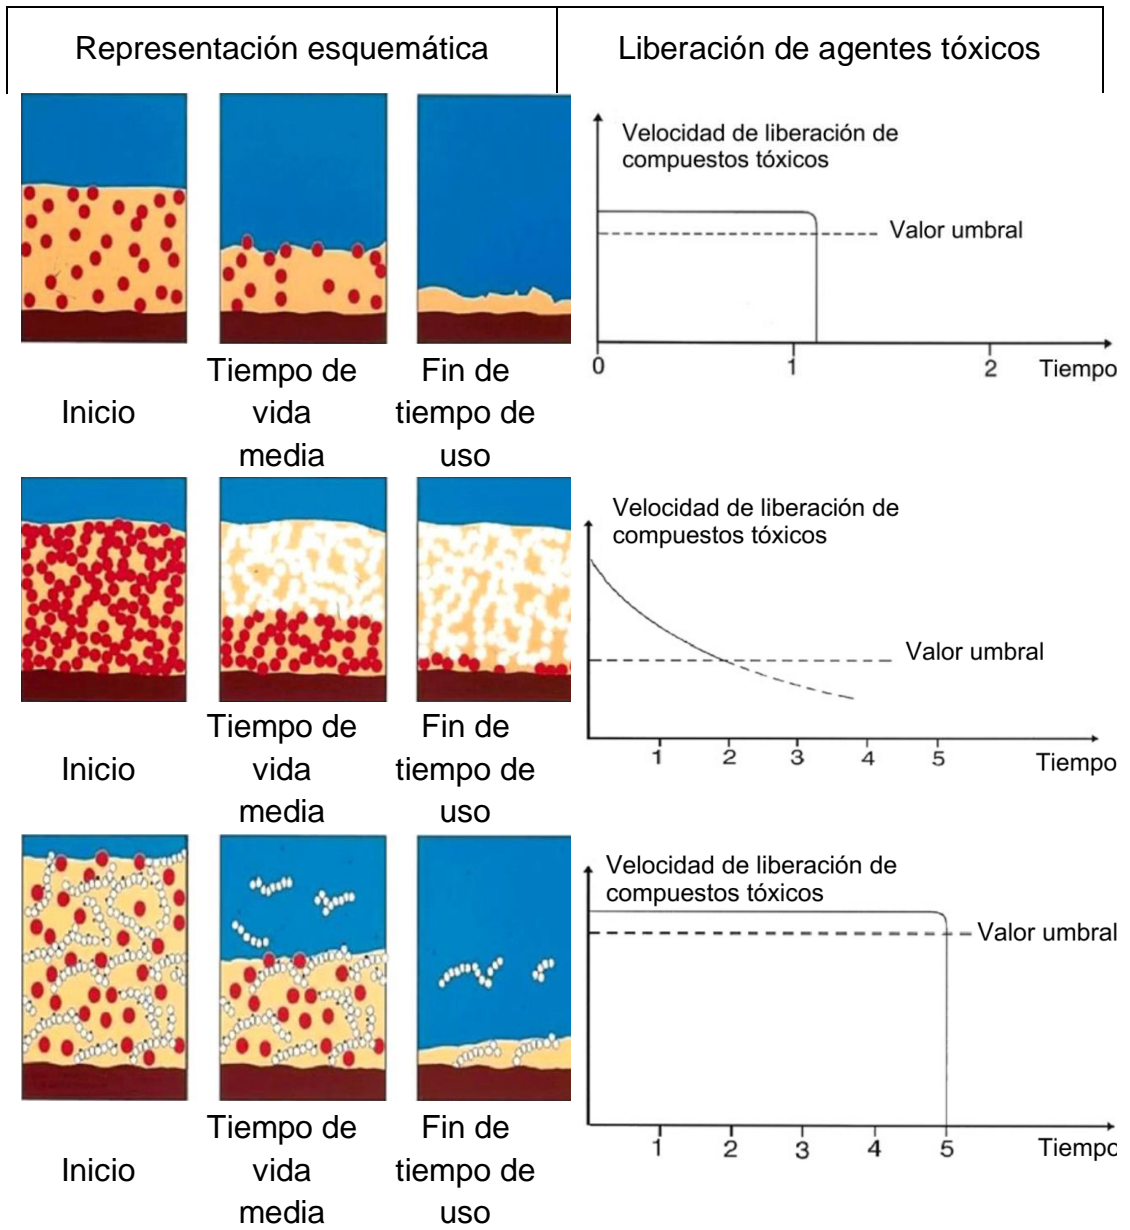 Representación esquemática
Liberación de agentes tóxicos
Velocidad de liberación de
compuestos tóxicos
Valor umbral
0
1
2
Tiempo
Inicio
Tiempo de
vida
media
Fin de
tiempo de
uso
Velocidad de liberación de
compuestos tóxicos
Valor umbral
1
2
3
4
5
Tiempo
Inicio
Tiempo de
vida
media
Fin de
tiempo de
uso
Velocidad de liberación de
compuestos tóxicos
Valor umbral
1
2
3
4
5
Tiempo
Inicio
Tiempo de
vida
media
Fin de
tiempo de
uso